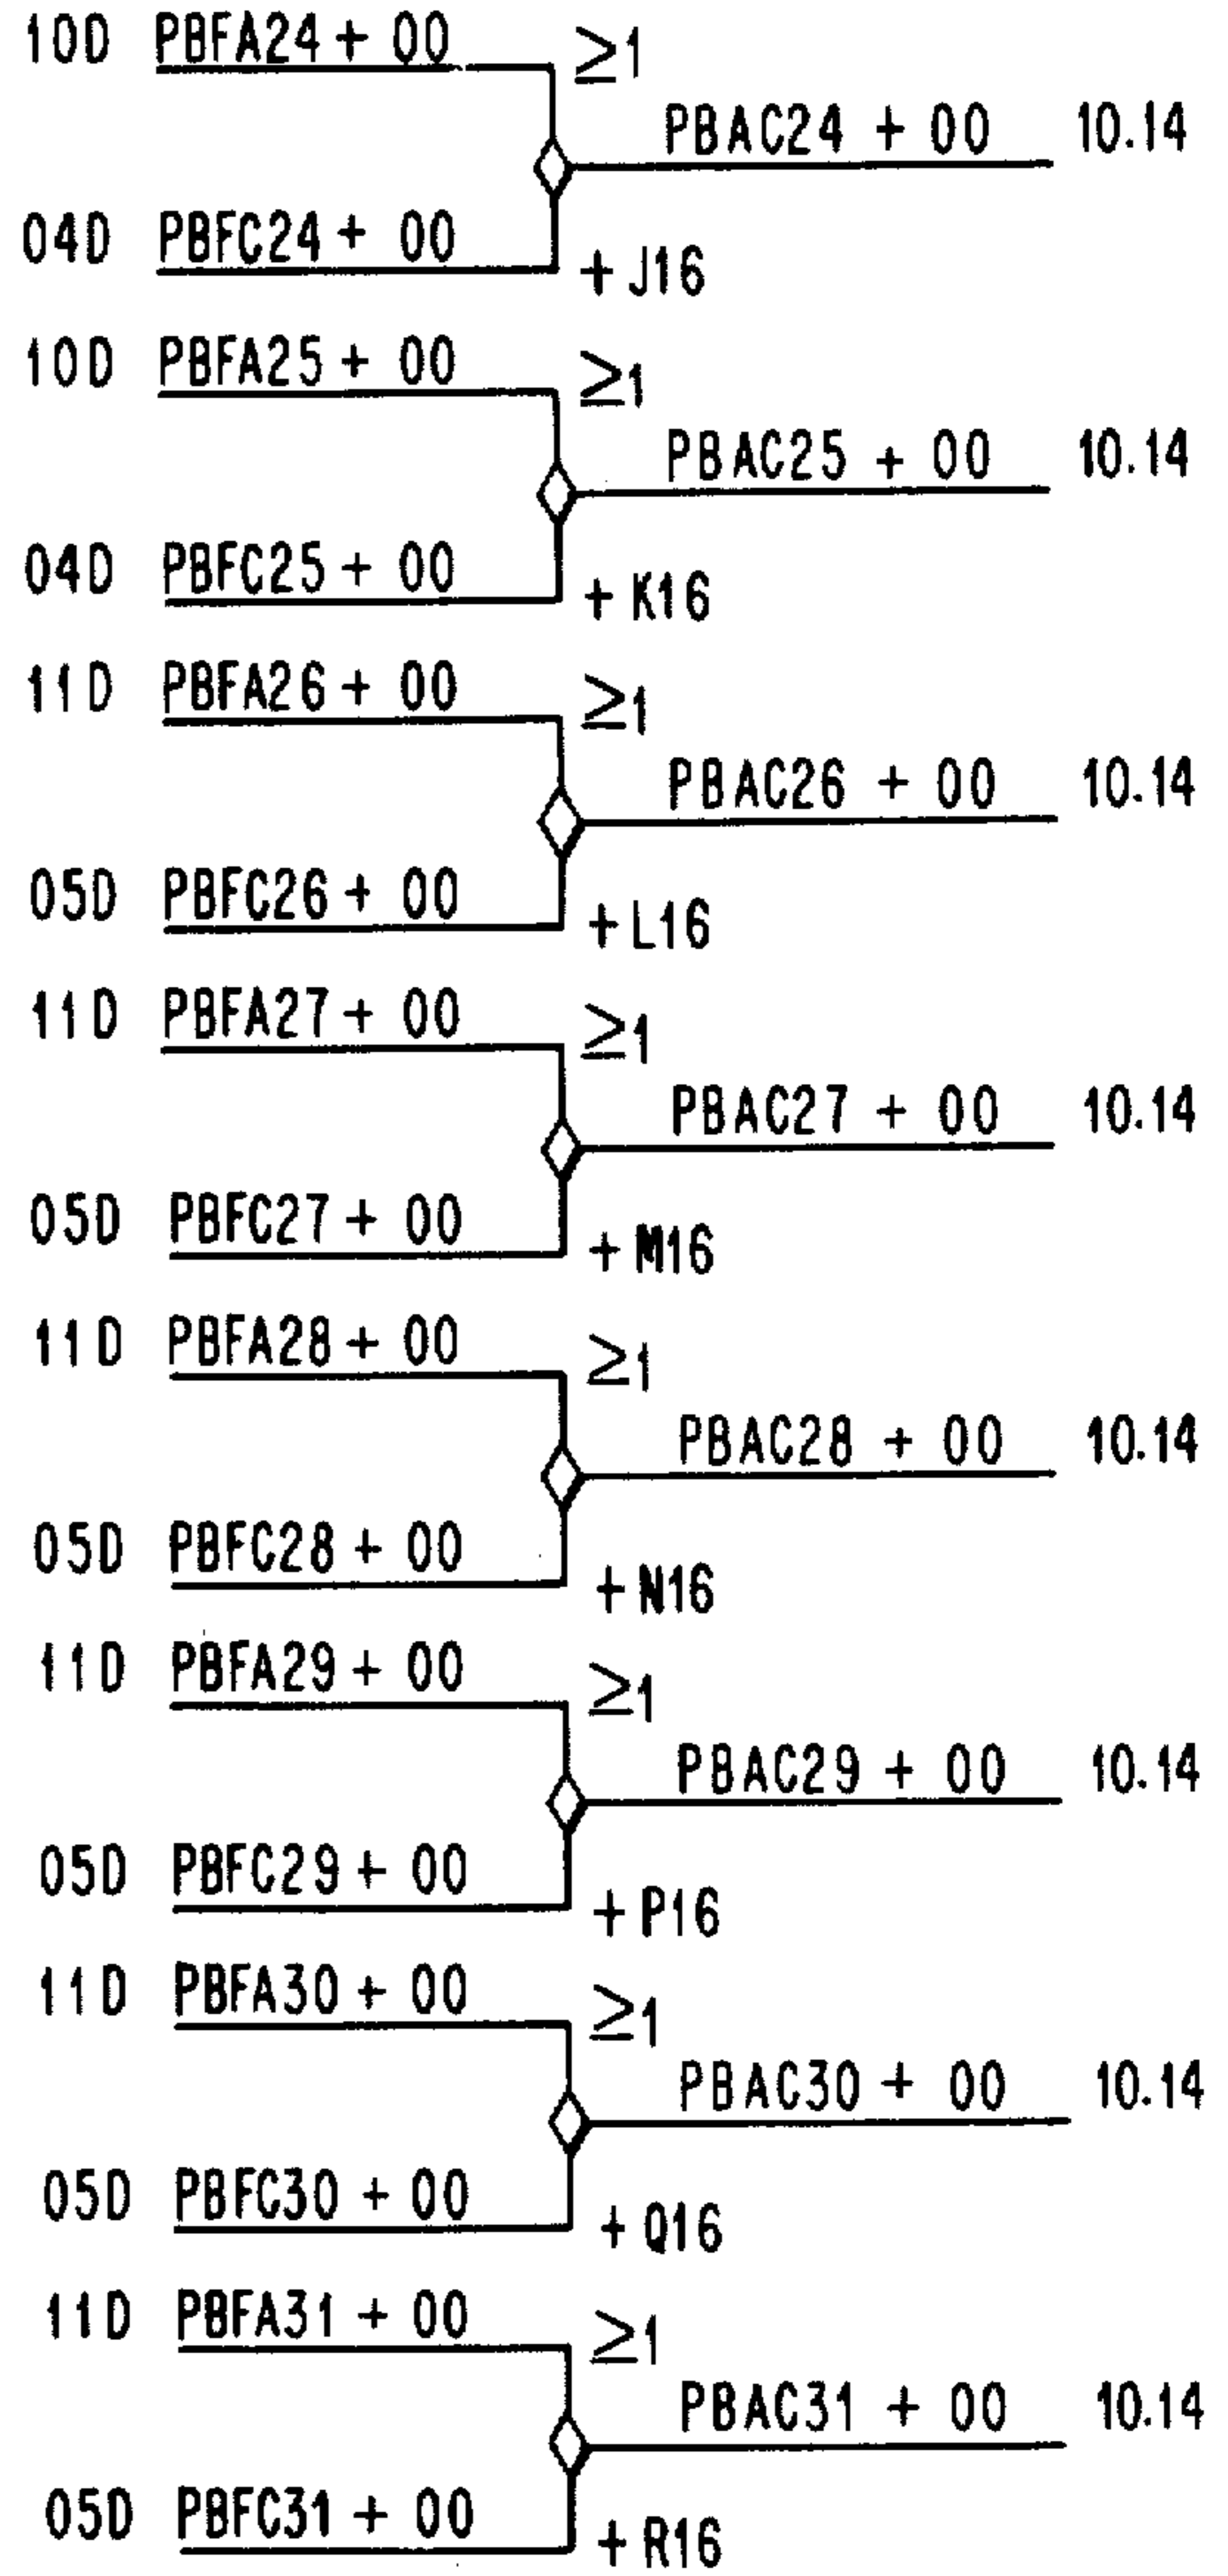 10D PBFA24 + 00 ≥1
PBAC24 + 00 10.14
04D PBFC24 + 00 + J16
10D PBFA25 + 00 ≥1
PBAC25 + 00 10.14
04D PBFC25 + 00 + K16
11D PBFA26 + 00 ≥1
PBAC26 + 00 10.14
05D PBFC26 + 00 + L16
11D PBFA27 + 00 ≥1
PBAC27 + 00 10.14
05D PBFC27 + 00 + M16
11D PBFA28 + 00 ≥1
PBAC28 + 00 10.14
05D PBFC28 + 00 + N16
11D PBFA29 + 00 ≥1
PBAC29 + 00 10.14
05D PBFC29 + 00 + P16
11D PBFA30 + 00 ≥1
PBAC30 + 00 10.14
05D PBFC30 + 00 + Q16
11D PBFA31 + 00 ≥1
PBAC31 + 00 10.14
05D PBFC31 + 00 + R16